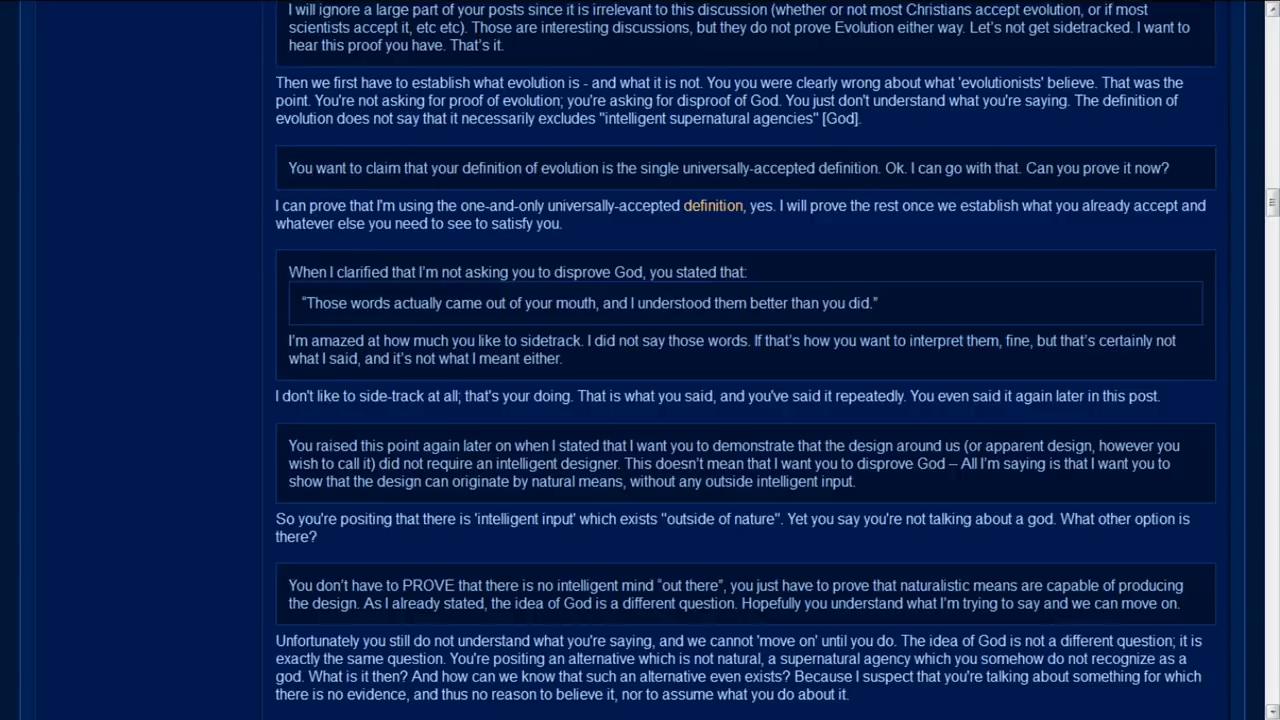 I will ignore a large part of your posts since it is irrelevant to this discussion (whether or not most Christians accept evolution, or if most
scientists accept it, etc etc). Those are interesting discussions, but they do not prove Evolution either way. Let’s not get sidetracked. I want to
hear this proof you have. That’s it.
Then we first have to establish what evolution is - and what it is not. You you were clearly wrong about what 'evolutionists' believe. That was the
point. You're not asking for proof of evolution; you're asking for disproof of God. You just don't understand what you're saying. The definition of
evolution does not say that it necessarily excludes "intelligent supernatural agencies" [God].
You want to claim that your definition of evolution is the single universally-accepted definition. Ok. I can go with that. Can you prove it now?
I can prove that I'm using the one-and-only universally-accepted definition, yes. I will prove the rest once we establish what you already accept and
whatever else you need to see to satisfy you.
When I clarified that I’m not asking you to disprove God, you stated that:
“Those words actually came out of your mouth, and I understood them better than you did.”
I’m amazed at how much you like to sidetrack. I did not say those words. If that’s how you want to interpret them, fine, but that’s certainly not
what I said, and it’s not what I meant either.
I don't like to side-track at all; that's your doing. That is what you said, and you've said it repeatedly. You even said it again later in this post.
You raised this point again later on when I stated that I want you to demonstrate that the design around us (or apparent design, however you
wish to call it) did not require an intelligent designer. This doesn’t mean that I want you to disprove God – All I’m saying is that I want you to
show that the design can originate by natural means, without any outside intelligent input.
So you're positing that there is 'intelligent input' which exists "outside of nature". Yet you say you're not talking about a god. What other option is
there?
You don’t have to PROVE that there is no intelligent mind “out there”, you just have to prove that naturalistic means are capable of producing
the design. As I already stated, the idea of God is a different question. Hopefully you understand what I’m trying to say and we can move on.
Unfortunately you still do not understand what you're saying, and we cannot 'move on' until you do. The idea of God is not a different question; it is
exactly the same question. You're positing an alternative which is not natural, a supernatural agency which you somehow do not recognize as a
god. What is it then? And how can we know that such an alternative even exists? Because I suspect that you're talking about something for which
there is no evidence, and thus no reason to believe it, nor to assume what you do about it.